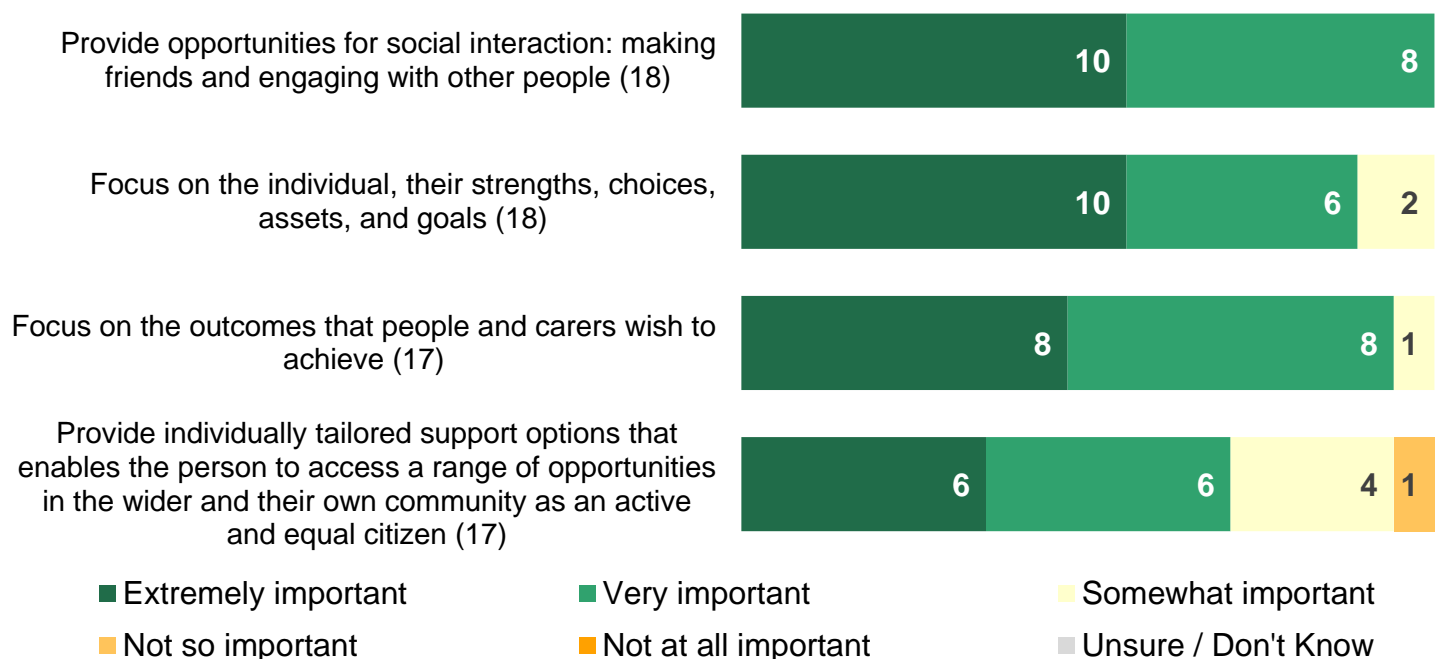 Provide opportunities for social interaction: making
friends and engaging with other people (18)
10 8
Focus on the individual, their strengths, choices,
assets, and goals (18)
10 6 2
Focus on the outcomes that people and carers wish to
achieve (17)
8 8 1
Provide individually tailored support options that
enables the person to access a range of opportunities
in the wider and their own community as an active
and equal citizen (17)
6 6 4 1
Extremely important Very important Somewhat important
Not so important Not at all important Unsure / Don't Know